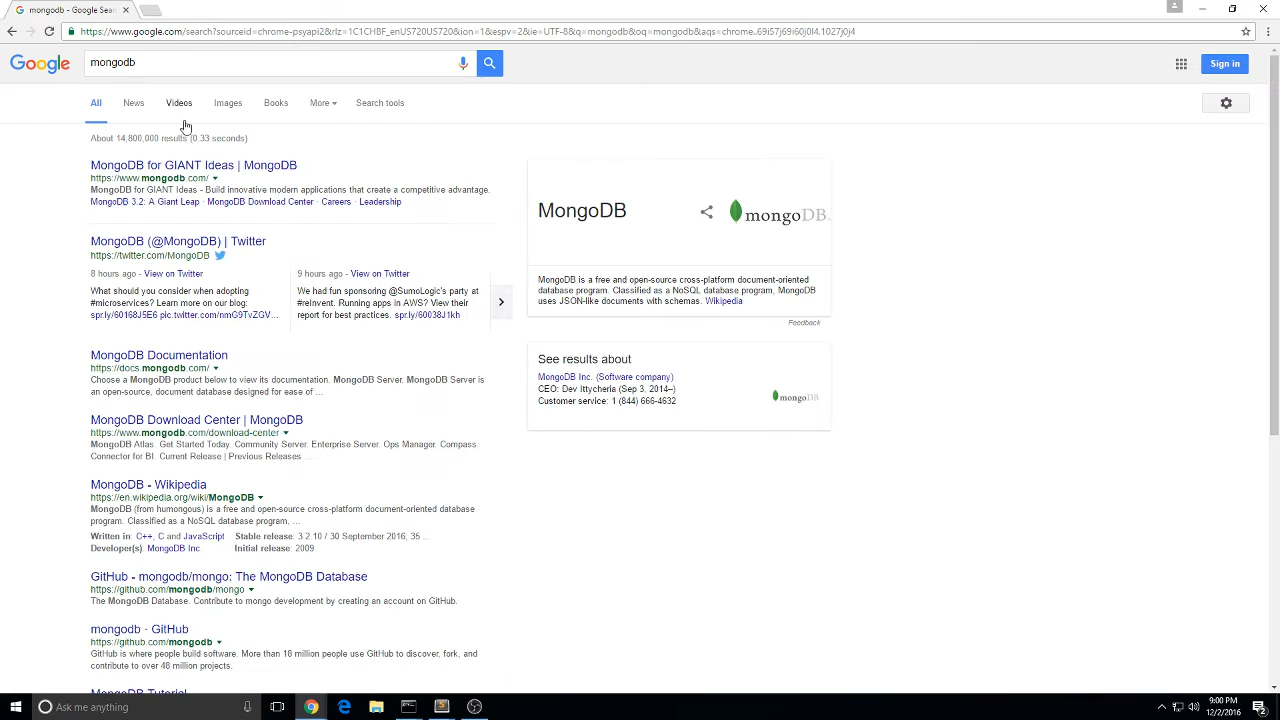 mongodb - Google Sear
https://www.google.com/search?sourceid=chrome-psyapi2&rlz=1C1CHBF_enUS720US720&ion=1&espv=2&ie=UTF-8&q=mongodb&oq=mongodb&aqs=chrome..69i57j69i60j0l4.1027j0j4
Google
mongodb
Sign in
All News Videos Images Books More Search tools
About 14,800,000 results (0.33 seconds)
MongoDB for GIANT Ideas | MongoDB
https://www.mongodb.com/
MongoDB for GIANT Ideas - Build innovative modern applications that create a competitive advantage.
MongoDB 3.2: A Giant Leap · MongoDB Download Center · Careers · Leadership
MongoDB (@MongoDB) | Twitter
https://twitter.com/MongoDB
8 hours ago - View on Twitter
What should you consider when adopting
#microservices? Learn more on our blog:
spr.ly/60168J5E6 pic.twitter.com/nmG9TvZGV…
9 hours ago - View on Twitter
We had fun sponsoring @SumoLogic's party at
#reInvent. Running apps in AWS? View their
report for best practices. spr.ly/60038J1kh
MongoDB Documentation
https://docs.mongodb.com/
Choose a MongoDB product below to view its documentation. MongoDB Server. MongoDB Server is
an open-source, document database designed for ease of ...
MongoDB Download Center | MongoDB
https://www.mongodb.com/download-center
MongoDB Atlas. Get Started Today. Community Server. Enterprise Server. Ops Manager. Compass.
Connector for BI. Current Release | Previous Releases ...
MongoDB - Wikipedia
https://en.wikipedia.org/wiki/MongoDB
MongoDB (from humongous) is a free and open-source cross-platform document-oriented database
program. Classified as a NoSQL database program, ...
Written in: C++, C and JavaScript Stable release: 3.2.10 / 30 September 2016; 35 ...
Developer(s): MongoDB Inc Initial release: 2009
GitHub - mongodb/mongo: The MongoDB Database
https://github.com/mongodb/mongo
The MongoDB Database. Contribute to mongo development by creating an account on GitHub.
mongodb · GitHub
https://github.com/mongodb
GitHub is where people build software. More than 18 million people use GitHub to discover, fork, and
contribute to over 48 million projects.
MongoDB Tutorial
MongoDB
mongoDB.
MongoDB is a free and open-source cross-platform document-oriented
database program. Classified as a NoSQL database program, MongoDB
uses JSON-like documents with schemas. Wikipedia
Feedback
See results about
MongoDB Inc. (Software company)
CEO: Dev Ittycheria (Sep 3, 2014–)
Customer service: 1 (844) 666-4632
mongoDB
Ask me anything
9:00 PM
12/2/2016
2